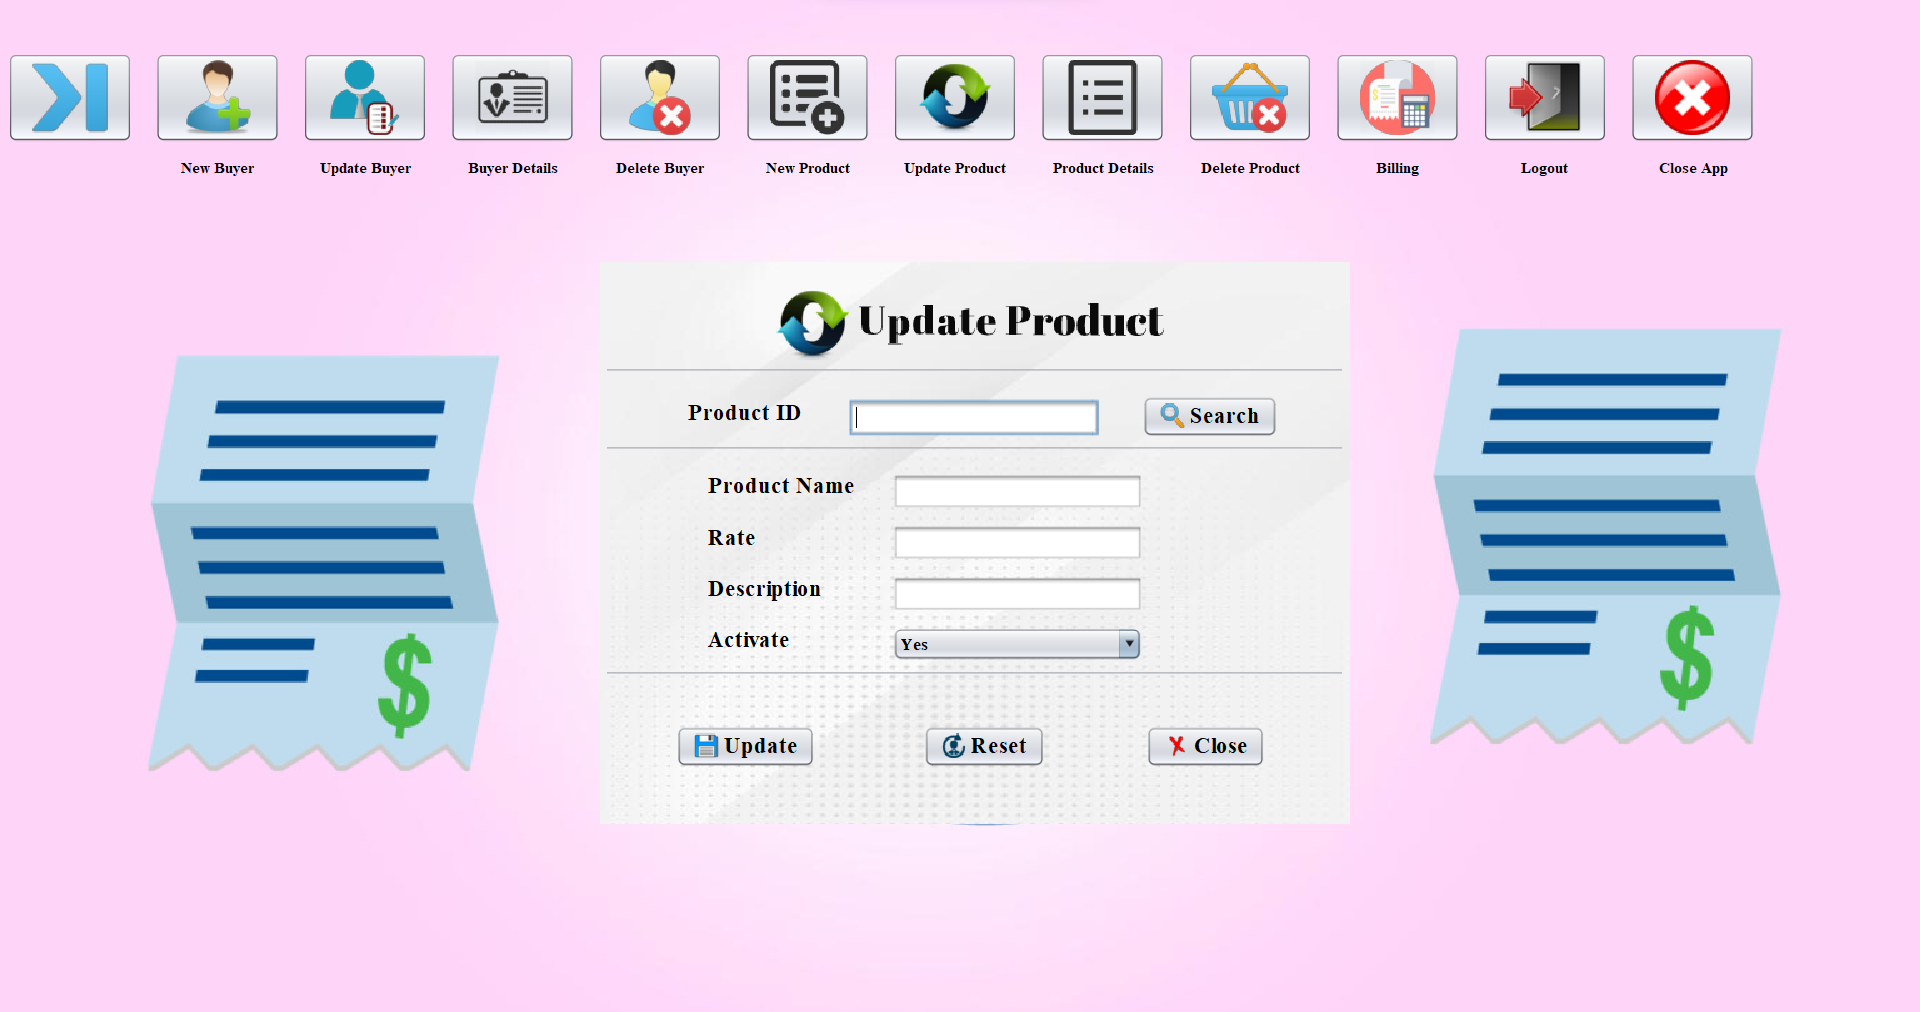 New Buyer
Update Buyer
Buyer Details
Delete Buyer
New Product
Update Product
Product Details
Delete Product
Billing
Logout
Close App
Update Product
Product ID
Search
Product Name
Rate
Description
Activate
Yes
Update
Reset
Close